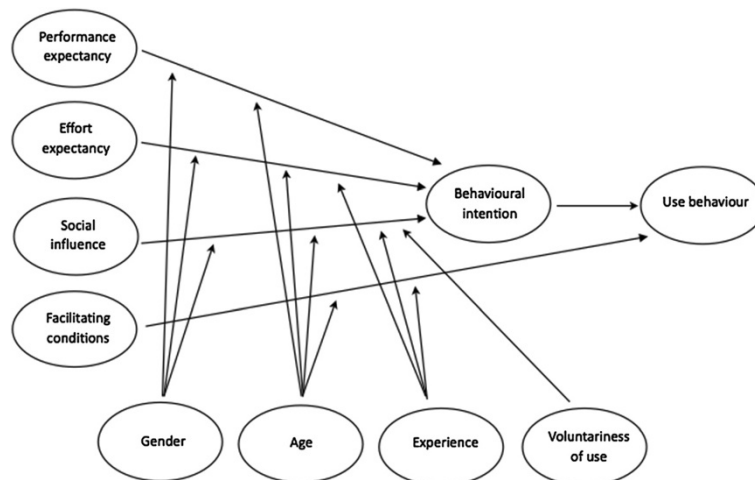 Performance
expectancy
Effort
expectancy
Social
influence
Facilitating
conditions
Behavioural
intention
Use behaviour
Gender
Age
Experience
Voluntariness
of use